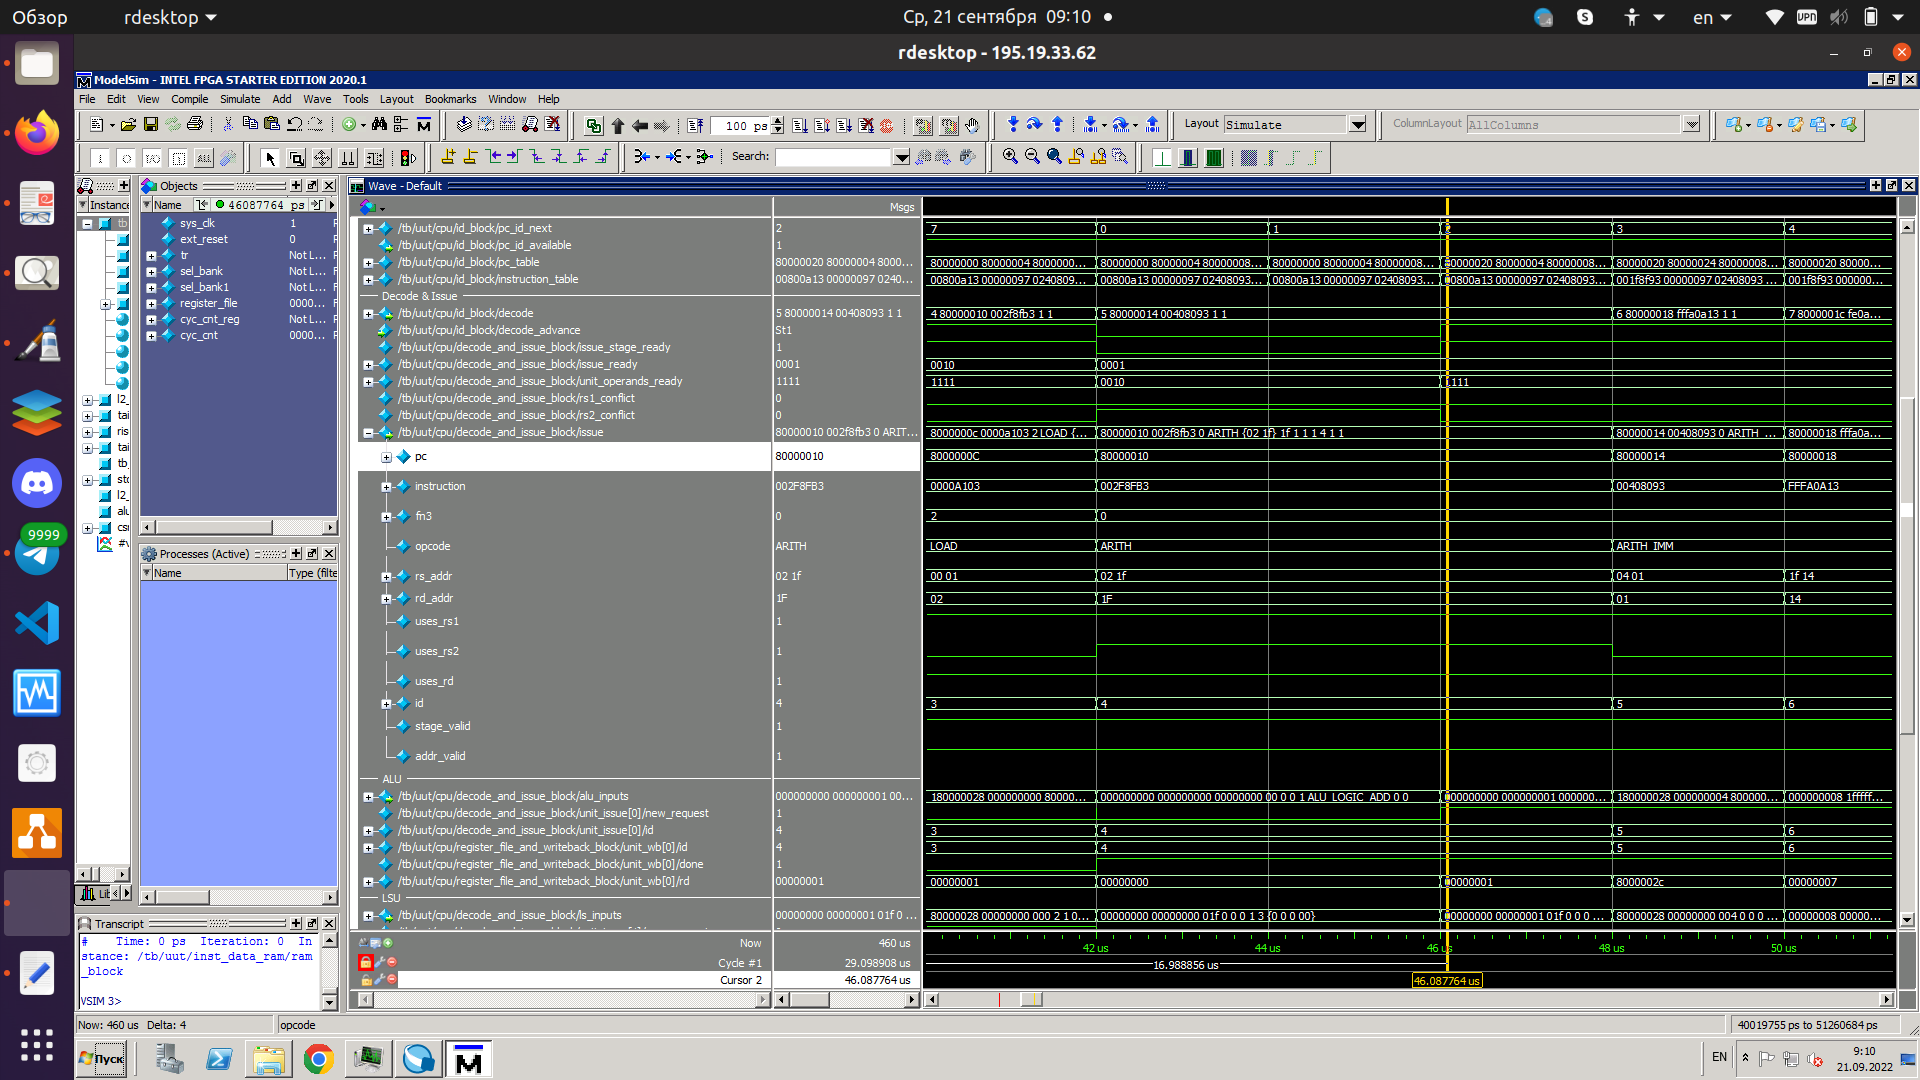 Обзор
rdesktop
Ср, 21 сентября 09:10
en
VPN
rdesktop - 195.19.33.62
ModelSim - INTEL FPGA STARTER EDITION 2020.1
File Edit View Compile Simulate Add Wave Tools Layout Bookmarks Window Help
100 ps
Layout Simulate
ColumnLayout AllColumns
Search:
Instance
tb
l2_
tai
ris
tai
tb_
sto
l2_
alu
csr
Objects
Name
46087764 ps
sys_clk 1
ext_reset 0
tr Not L...
sel_bank Not L...
sel_bank1 Not L...
register_file 0000...
cyc_cnt_reg Not L...
cyc_cnt 0000...
Processes (Active)
Name Type (filte
Transcript
# Time: 0 ps Iteration: 0 In
stance: /tb/uut/inst_data_ram/ram
_block
VSIM 3>
Wave - Default
Msgs
/tb/uut/cpu/id_block/pc_id_next 2 7 0 1 3 4
/tb/uut/cpu/id_block/pc_id_available 1
/tb/uut/cpu/id_block/pc_table 80000020 80000004 8000... 80000000 80000004 8000000... 80000000 80000004 80000008... 80000000 80000004 80000008... 80000020 80000024 80000008... 80000020 80000...
/tb/uut/cpu/id_block/instruction_table 00800a13 00000097 0240... 00800a13 00000097 0240809... 00800a13 00000097 02408093... 00800a13 00000097 02408093... 001f8f93 00000097 02408093... 001f8f93 000000...
Decode & Issue
/tb/uut/cpu/id_block/decode 5 80000014 00408093 1 1 4 80000010 002f8fb3 1 1 5 80000014 00408093 1 1 6 80000018 fffa0a13 1 1 7 8000001c fe0a...
/tb/uut/cpu/id_block/decode_advance St1
/tb/uut/cpu/decode_and_issue_block/issue_stage_ready 1
/tb/uut/cpu/decode_and_issue_block/issue_ready 0001 0010 0001
/tb/uut/cpu/decode_and_issue_block/unit_operands_ready 1111 1111 0010
/tb/uut/cpu/decode_and_issue_block/rs1_conflict 0
/tb/uut/cpu/decode_and_issue_block/rs2_conflict 0
/tb/uut/cpu/decode_and_issue_block/issue 80000010 002f8fb3 0 ARIT... 8000000c 0000a103 2 LOAD {... 80000010 002f8fb3 0 ARITH {02 1f} 1f 1 1 1 4 1 1 80000014 00408093 0 ARITH_... 80000018 fffa0a...
pc 80000010 8000000C 80000010 80000014 80000018
instruction 002F8FB3 0000A103 002F8FB3 00408093 FFFA0A13
fn3 0 2 0
opcode ARITH LOAD ARITH ARITH_IMM
rs_addr 02 1f 00 01 02 1f 04 01 1f 14
rd_addr 1F 02 1F 01 14
uses_rs1 1
uses_rs2 1
uses_rd 1
id 4 3 4 5 6
stage_valid 1
addr_valid 1
ALU
/tb/uut/cpu/decode_and_issue_block/alu_inputs 000000000 000000001 00... 180000028 000000000 80000... 000000000 000000000 00000000 00 0 0 1 ALU_LOGIC_ADD 0 0 180000028 000000004 800000... 000000008 1fffff...
/tb/uut/cpu/decode_and_issue_block/unit_issue[0]/new_request 1
/tb/uut/cpu/decode_and_issue_block/unit_issue[0]/id 4 3 4 5 6
/tb/uut/cpu/register_file_and_writeback_block/unit_wb[0]/id 4 3 4 5 6
/tb/uut/cpu/register_file_and_writeback_block/unit_wb[0]/done 1
/tb/uut/cpu/register_file_and_writeback_block/unit_wb[0]/rd 00000001 00000001 00000000 8000002c 00000007
LSU
/tb/uut/cpu/decode_and_issue_block/ls_inputs 00000000 00000001 01f 0 ... 80000028 00000000 000 2 1 0... 00000000 00000000 01f 0 0 0 1 3 {0 0 0 00} 80000028 00000000 004 0 0 0 ... 00000008 00000...
Now 460 us
Cycle #1 29.098908 us
Cursor 2 46.087764 us
42 us 44 us 46 us 48 us 50 us
16.988856 us
46.087764 us
Now: 460 us Delta: 4
opcode
40019755 ps to 51260684 ps
9999
Пуск
EN
9:10
21.09.2022